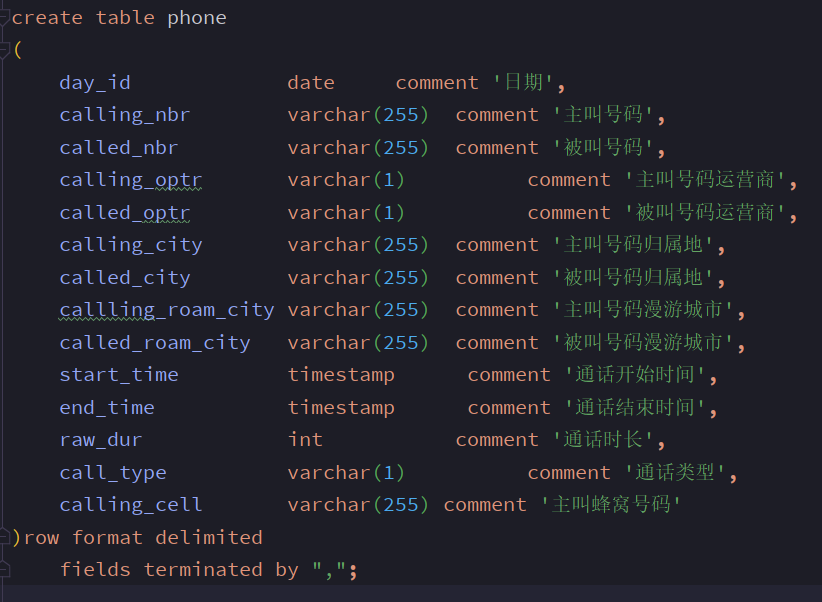 create table phone
(
day_id date comment '日期',
calling_nbr varchar(255) comment '主叫号码',
called_nbr varchar(255) comment '被叫号码',
calling_optr varchar(1) comment '主叫号码运营商',
called_optr varchar(1) comment '被叫号码运营商',
calling_city varchar(255) comment '主叫号码归属地',
called_city varchar(255) comment '被叫号码归属地',
callling_roam_city varchar(255) comment '主叫号码漫游城市',
called_roam_city varchar(255) comment '被叫号码漫游城市',
start_time timestamp comment '通话开始时间',
end_time timestamp comment '通话结束时间',
raw_dur int comment '通话时长',
call_type varchar(1) comment '通话类型',
calling_cell varchar(255) comment '主叫蜂窝号码'
)row format delimited
fields terminated by ",";